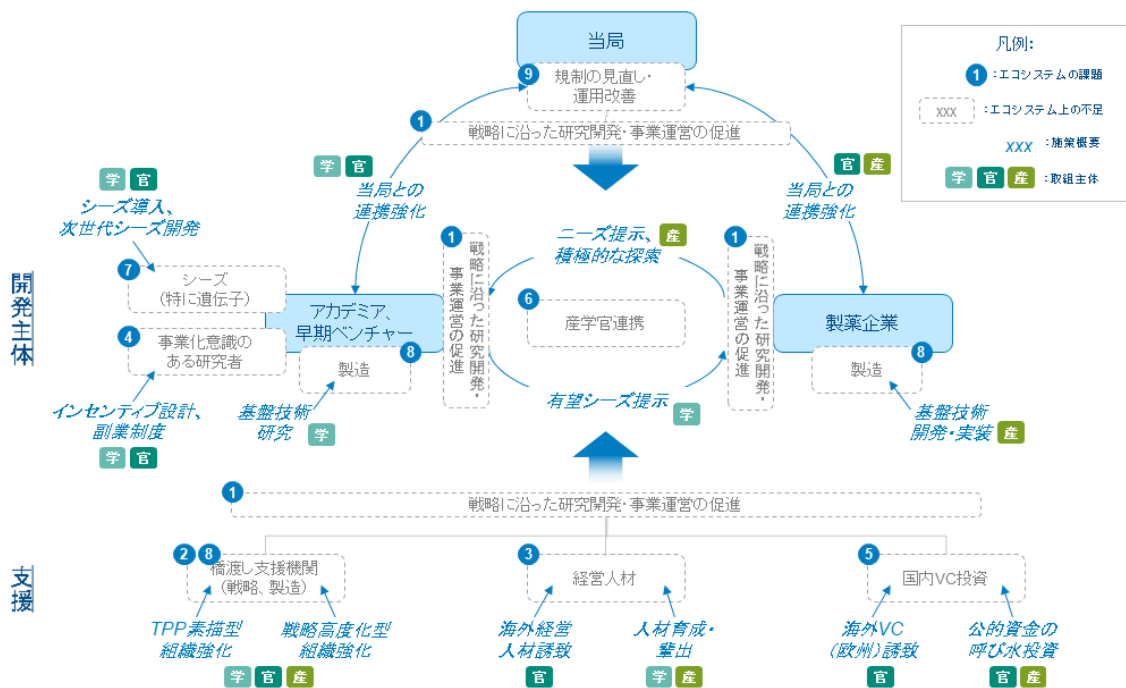 当局
9
規制の見直し・
運用改善
1
戦略に沿った研究開発・事業運営の促進
凡例:
1 :エコシステムの課題
xxx :エコシステム上の不足
xxx :施策概要
学 官 産 :取組主体
学 官
当局との
連携強化
官 産
当局との
連携強化
学 官
シーズ導入、
次世代シーズ開発
開発主体
7
シーズ
(特に遺伝子)
4
事業化意識の
ある研究者
インセンティブ設計、
副業制度
学 官
アカデミア、
早期ベンチャー
8
製造
基盤技術
研究 学
1
戦略に沿った研究開発・
事業運営の促進
ニーズ提示、
積極的な探索 産
6
産学官連携
有望シーズ提示
学
1
戦略に沿った研究開発・
事業運営の促進
製薬企業
8
製造
基盤技術
開発・実装 産
1
戦略に沿った研究開発・事業運営の促進
支援
2 8
橋渡し支援機関
(戦略、製造)
TPP素描型
組織強化
戦略高度化型
組織強化
学 官 産
3
経営人材
海外経営
人材誘致
官
人材育成・
輩出
学 産
5
国内VC投資
海外VC
(欧州)誘致
官
公的資金の
呼び水投資
官 産